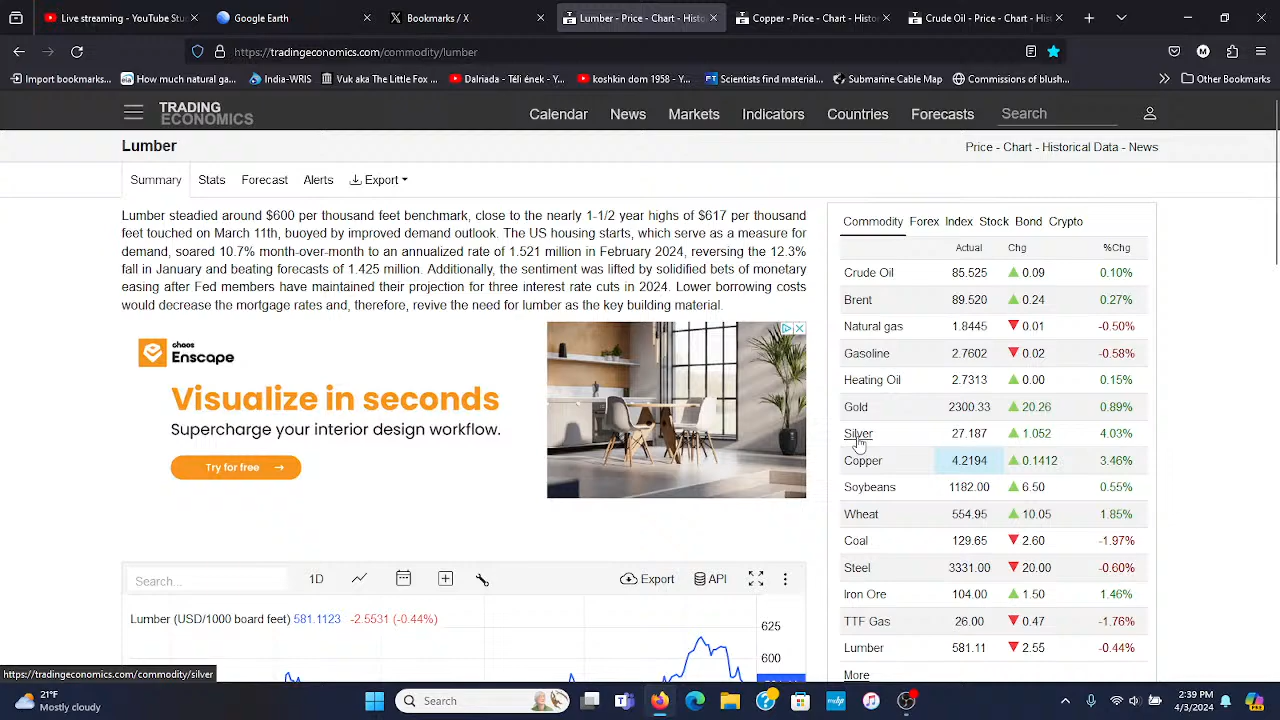 Live streaming - YouTube Stu
Google Earth
Bookmarks / X
Lumber - Price - Chart - Histo
Copper - Price - Chart - Histori
Crude Oil - Price - Chart - His
https://tradingeconomics.com/commodity/lumber
M
Import bookmarks...
eia
How much natural ga...
India-WRIS
Vuk aka The Little Fox ...
Dalriada - Téli ének - Y...
koshkin dom 1958 - Y...
Scientists find material...
Submarine Cable Map
Commissions of blush...
Other Bookmarks
TRADING
ECONOMICS
Calendar
News
Markets
Indicators
Countries
Forecasts
Search
Lumber
Price - Chart - Historical Data - News
Summary
Stats
Forecast
Alerts
Export
Lumber steadied around $600 per thousand feet benchmark, close to the nearly 1-1/2 year highs of $617 per thousand
feet touched on March 11th, buoyed by improved demand outlook. The US housing starts, which serve as a measure for
demand, soared 10.7% month-over-month to an annualized rate of 1.521 million in February 2024, reversing the 12.3%
fall in January and beating forecasts of 1.425 million. Additionally, the sentiment was lifted by solidified bets of monetary
easing after Fed members have maintained their projection for three interest rate cuts in 2024. Lower borrowing costs
would decrease the mortgage rates and, therefore, revive the need for lumber as the key building material.
chaos
Enscape
Visualize in seconds
Supercharge your interior design workflow.
Try for free →
Search...
1D
Export
API
Lumber (USD/1000 board feet) 581.1123 -2.5531 (-0.44%)
625
600
Commodity Forex Index Stock Bond Crypto
Actual Chg %Chg
Crude Oil 85.525 0.09 0.10%
Brent 89.520 0.24 0.27%
Natural gas 1.8445 0.01 -0.50%
Gasoline 2.7602 0.02 -0.58%
Heating Oil 2.7313 0.00 0.15%
Gold 2300.33 20.26 0.89%
Silver 27.187 1.052 4.03%
Copper 4.2194 0.1412 3.46%
Soybeans 1182.00 6.50 0.55%
Wheat 554.95 10.05 1.85%
Coal 129.65 2.60 -1.97%
Steel 3331.00 20.00 -0.60%
Iron Ore 104.00 1.50 1.46%
TTF Gas 26.00 0.47 -1.76%
Lumber 581.11 2.55 -0.44%
More
https://tradingeconomics.com/commodity/silver
21°F
Mostly cloudy
Search
2:39 PM
4/5/2024